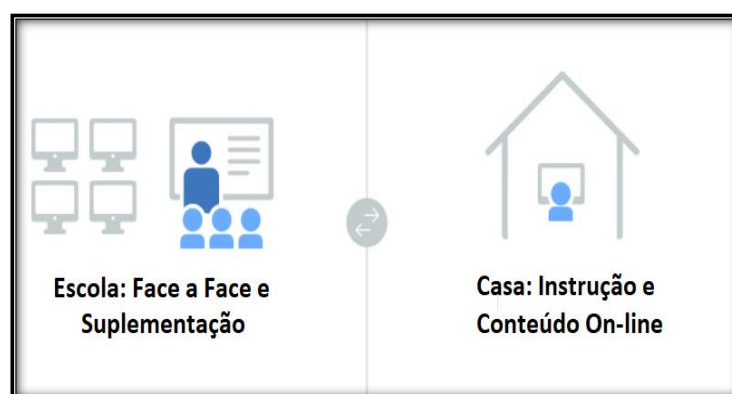 Escola: Face a Face e
Suplementação
Casa: Instrução e
Conteúdo On-line